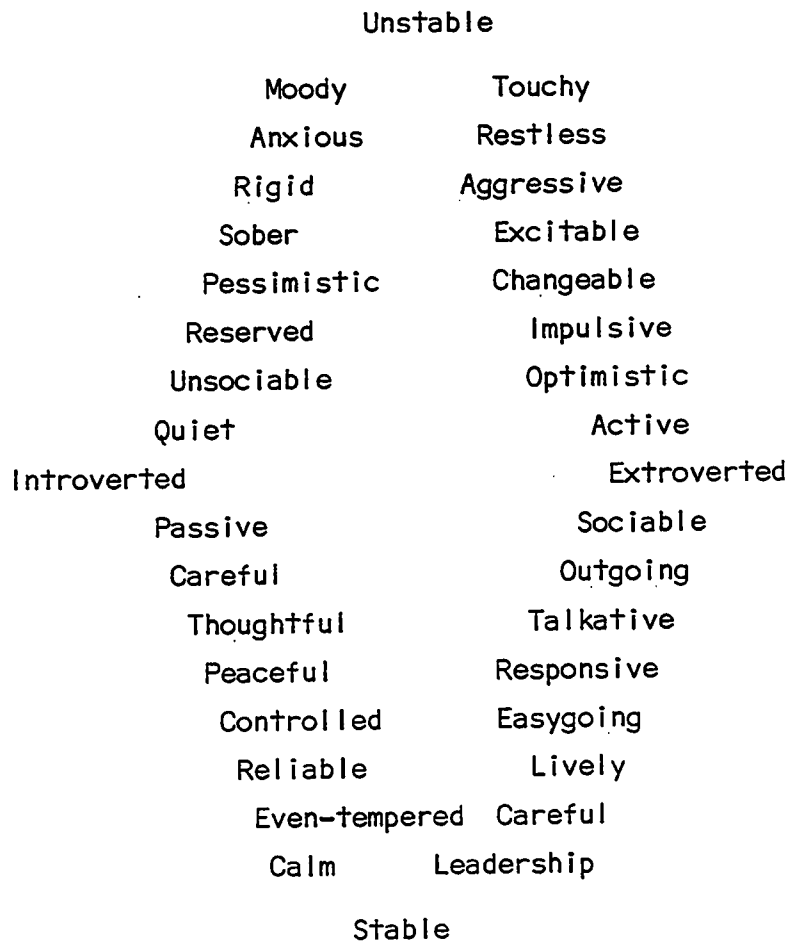 Unstable
Moody Touchy
Anxious Restless
Rigid Aggressive
Sober Excitable
Pessimistic Changeable
Reserved Impulsive
Unsociable Optimistic
Quiet Active
Introverted Extroverted
Passive Sociable
Careful Outgoing
Thoughtful Talkative
Peaceful Responsive
Controlled Easygoing
Reliable Lively
Even-tempered Careful
Calm Leadership
Stable